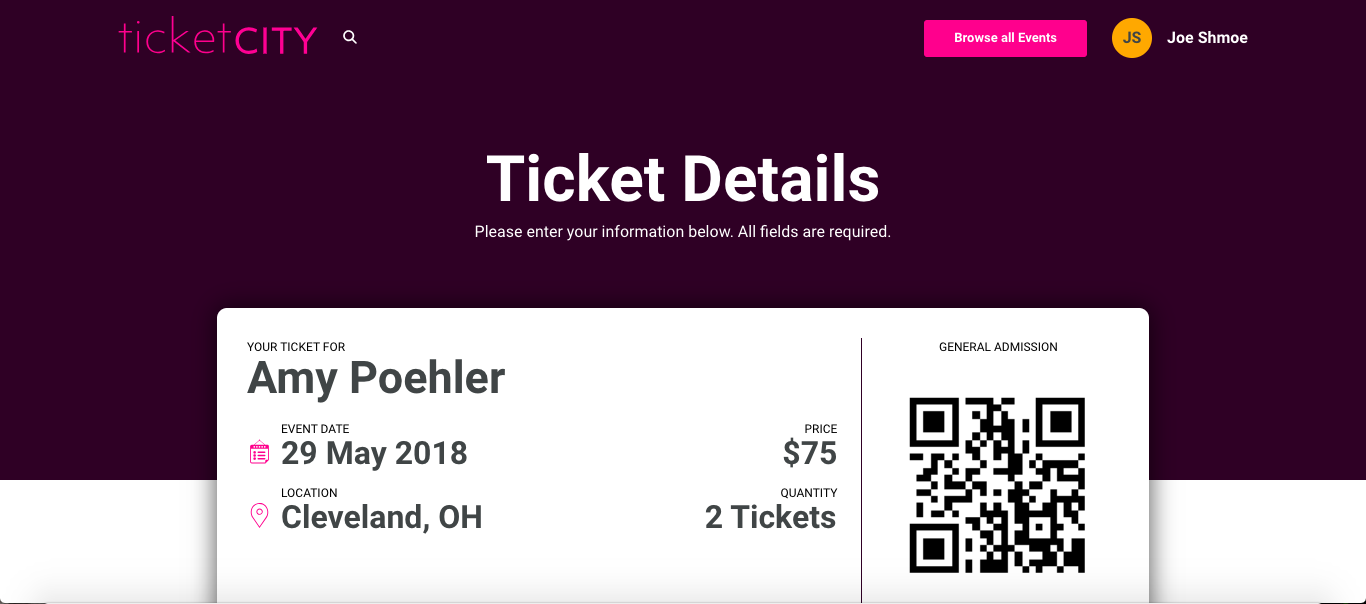 ticketCITY
Browse all Events
JS
Joe Shmoe
Ticket Details
Please enter your information below. All fields are required.
YOUR TICKET FOR
Amy Poehler
EVENT DATE
29 May 2018
PRICE
$75
LOCATION
Cleveland, OH
QUANTITY
2 Tickets
GENERAL ADMISSION